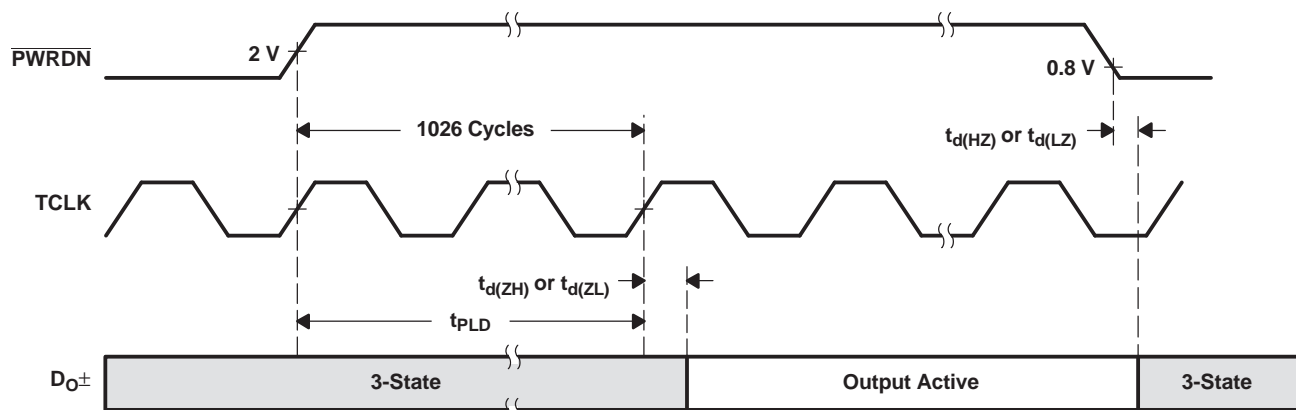 PWRDN
2 V
0.8 V
1026 Cycles
td(HZ) or td(LZ)
TCLK
td(ZH) or td(ZL)
tPLD
DO±
3-State
Output Active
3-State